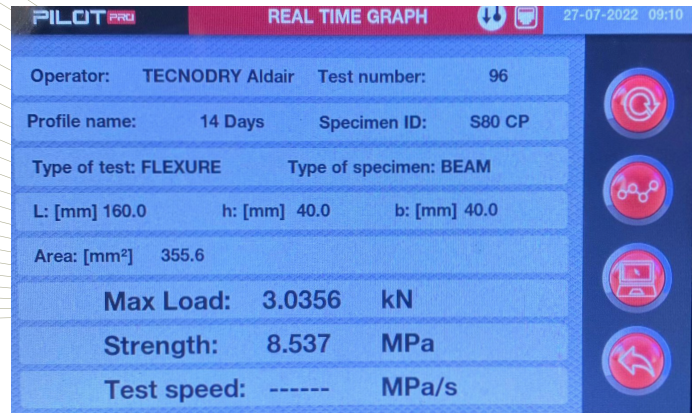 PILOT PRO REAL TIME GRAPH 27-07-2022 09:10
Operator: TECNODRY Aldair Test number: 96
Profile name: 14 Days Specimen ID: S80 CP
Type of test: FLEXURE Type of specimen: BEAM
L: [mm] 160.0 h: [mm] 40.0 b: [mm] 40.0
Area: [mm²] 355.6
Max Load: 3.0356 kN
Strength: 8.537 MPa
Test speed: ------ MPa/s